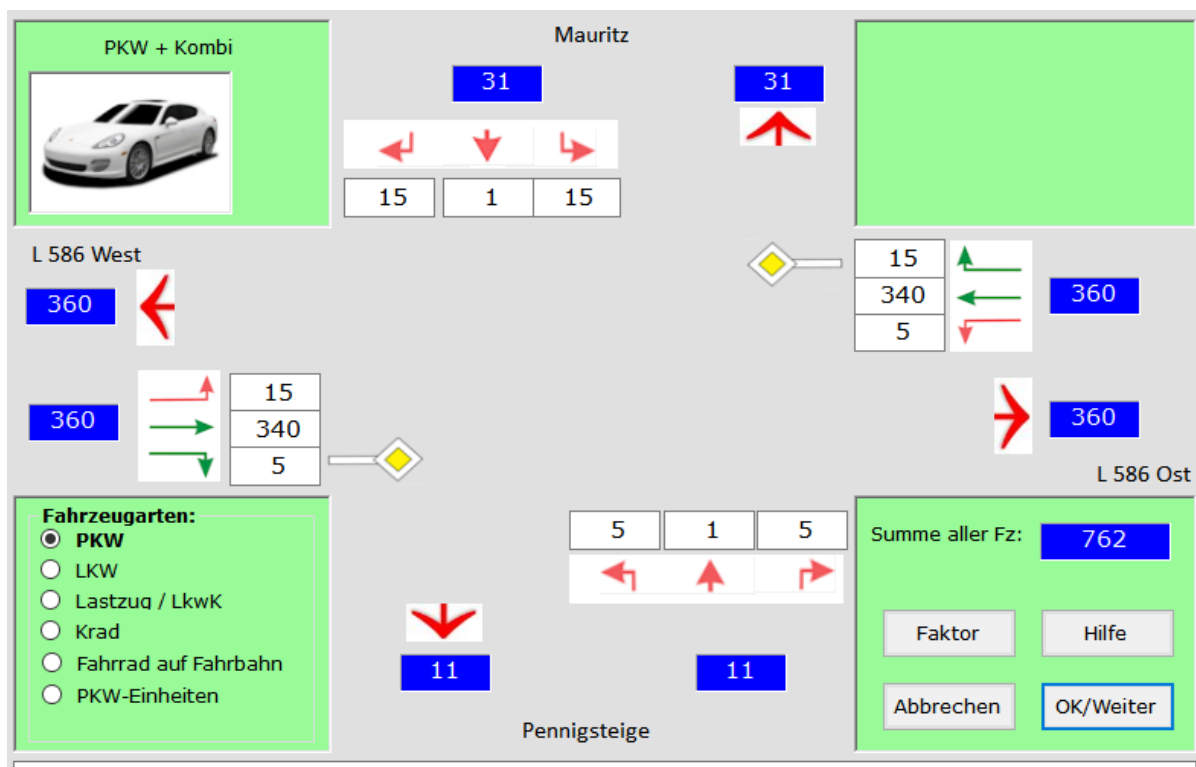 PKW + Kombi
Mauritz
31
31
15 1 15
L 586 West
360
15
340
5
360
360
15
340
5
360
L 586 Ost
Fahrzeugarten:
PKW
LKW
Lastzug / LkwK
Krad
Fahrrad auf Fahrbahn
PKW-Einheiten
5 1 5
11
11
Pennigsteige
Summe aller Fz: 762
Faktor
Hilfe
Abbrechen
OK/Weiter